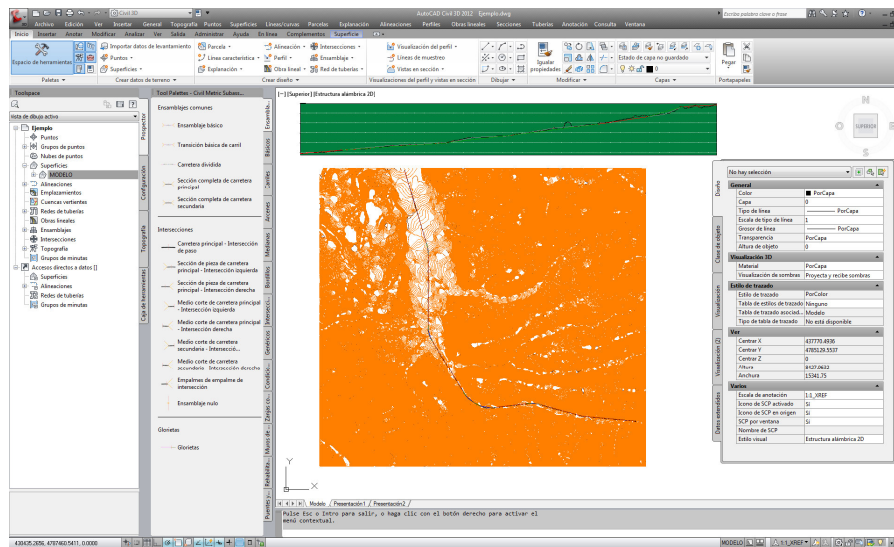 Civil 3D
AutoCAD Civil 3D 2012 Ejemplo.dwg
Escriba palabra clave o frase
Archivo Edición Ver Insertar General Topografía Puntos Superficies Líneas/curvas Parcelas Explanación Alineaciones Perfiles Obras lineales Secciones Tuberías Anotación Consulta Ventana
Inicio Insertar Anotar Modificar Analizar Ver Salida Administrar Ayuda En línea Complementos Superficie
Espacio de herramientas
Importar datos de levantamiento
Puntos
Superficies
Parcela
Línea característica
Explanación
Alineación
Perfil
Obra lineal
Intersecciones
Ensamblaje
Red de tuberías
Visualización del perfil
Líneas de muestreo
Vistas en sección
Igualar propiedades
Estado de capa no guardado
0
Pegar
Paletas
Crear datos de terreno
Crear diseño
Visualizaciones del perfil y vistas en sección
Dibujar
Modificar
Capas
Portapapeles
Toolspace
Vista de dibujo activo
Ejemplo
Puntos
Grupos de puntos
Nubes de puntos
Superficies
MODELO
Alineaciones
Emplazamientos
Cuencas vertientes
Redes de tuberías
Obras lineales
Ensamblajes
Intersecciones
Topografía
Grupos de minutas
Accesos directos a datos []
Superficies
Alineaciones
Redes de tuberías
Grupos de minutas
Prospector
Configuración
Topografía
Caja de herramientas
Tool Palettes - Civil Metric Subass...
Ensamblajes comunes
Ensamblaje básico
Transición básica de carril
Carretera dividida
Sección completa de carretera
principal
Sección completa de carretera
secundaria
Intersecciones
Carretera principal - Intersección
de paso
Sección de pieza de carretera
principal - Intersección izquierda
Sección de pieza de carretera
principal - Intersección derecha
Medio corte de carretera principal
- Intersección izquierda
Medio corte de carretera principal
- Intersección derecha
Medio corte de carretera
secundaria - Intersecció...
Medio corte de carretera
secundaria - Intersección derecha
Empalmes de empalme de
intersección
Ensamblaje nulo
Glorietas
Glorietas
Ensambla...
Básicos
Carriles
Arcenes
Medianas
Bordillos
Intersecci...
Genéricos
Condicio...
Zanjas co...
Muros de ...
Rehabilita...
Puentes y...
[−] [Superior] [Estructura alámbrica 2D]
N
O
SUPERIOR
S
Y
X
Modelo
Presentación1
Presentación2
Pulse Esc o Intro para salir, o haga clic con el botón derecho para activar el
menú contextual.
No hay selección
General
Color PorCapa
Capa 0
Tipo de línea PorCapa
Escala de tipo de línea 1
Grosor de línea PorCapa
Transparencia PorCapa
Altura de objeto 0
Visualización 3D
Material PorCapa
Visualización de sombras Proyecta y recibe sombras
Estilo de trazado
Estilo de trazado PorColor
Tabla de estilos de trazado Ninguno
Tabla de trazado asociad... Modelo
Tipo de tabla de trazado No está disponible
Ver
Centrar X 437770.4936
Centrar Y 4785129.5537
Centrar Z 0
Altura 8427.0632
Anchura 15341.75
Varios
Escala de anotación 1:1_XREF
Icono de SCP activado Sí
Icono de SCP en origen Sí
SCP por ventana Sí
Nombre de SCP
Estilo visual Estructura alámbrica 2D
Diseño
Clase de objeto
Visualización
Visualización (2)
Datos extendidos
430435.2656, 4787460.5411, 0.0000
MODELO
1:1_XREF